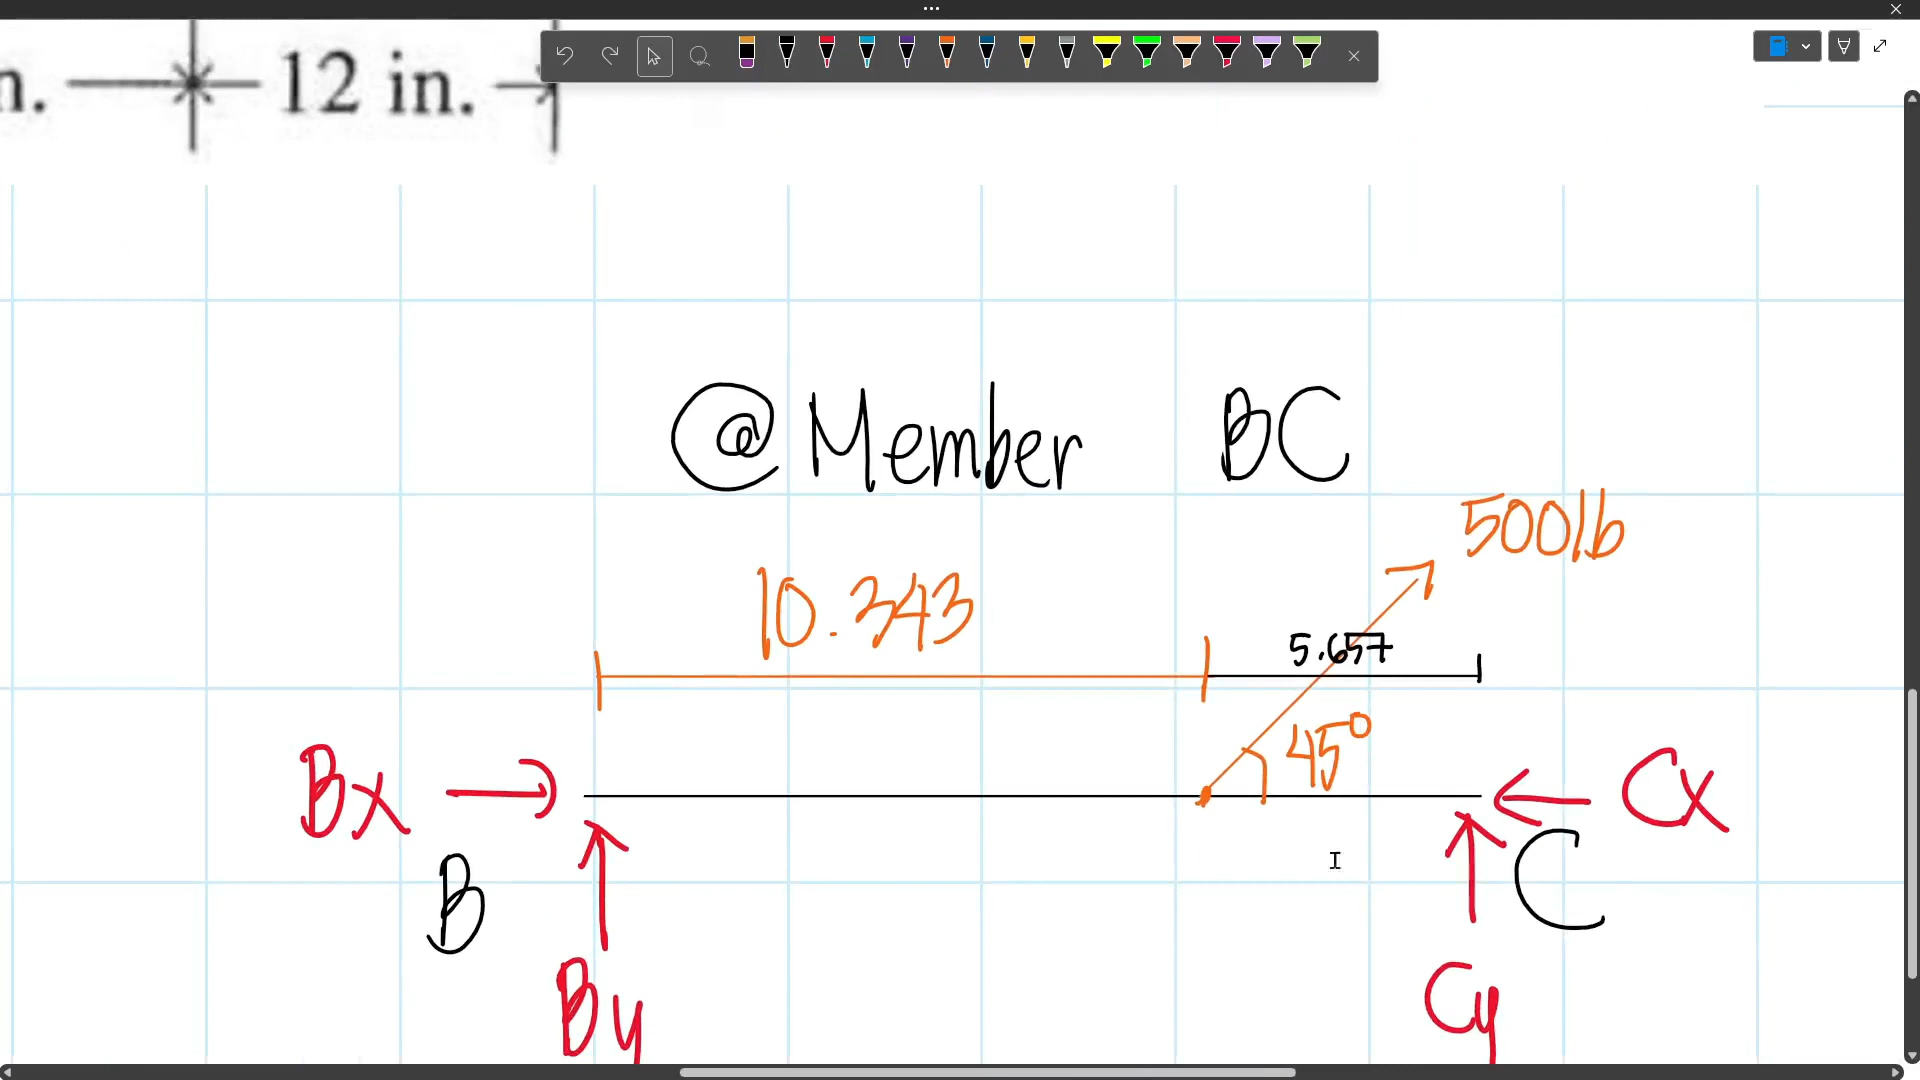 n. 12 in.
@ Member BC
500lb
10.343
5.657
45°
Bx
Cx
B
C
By
Cy